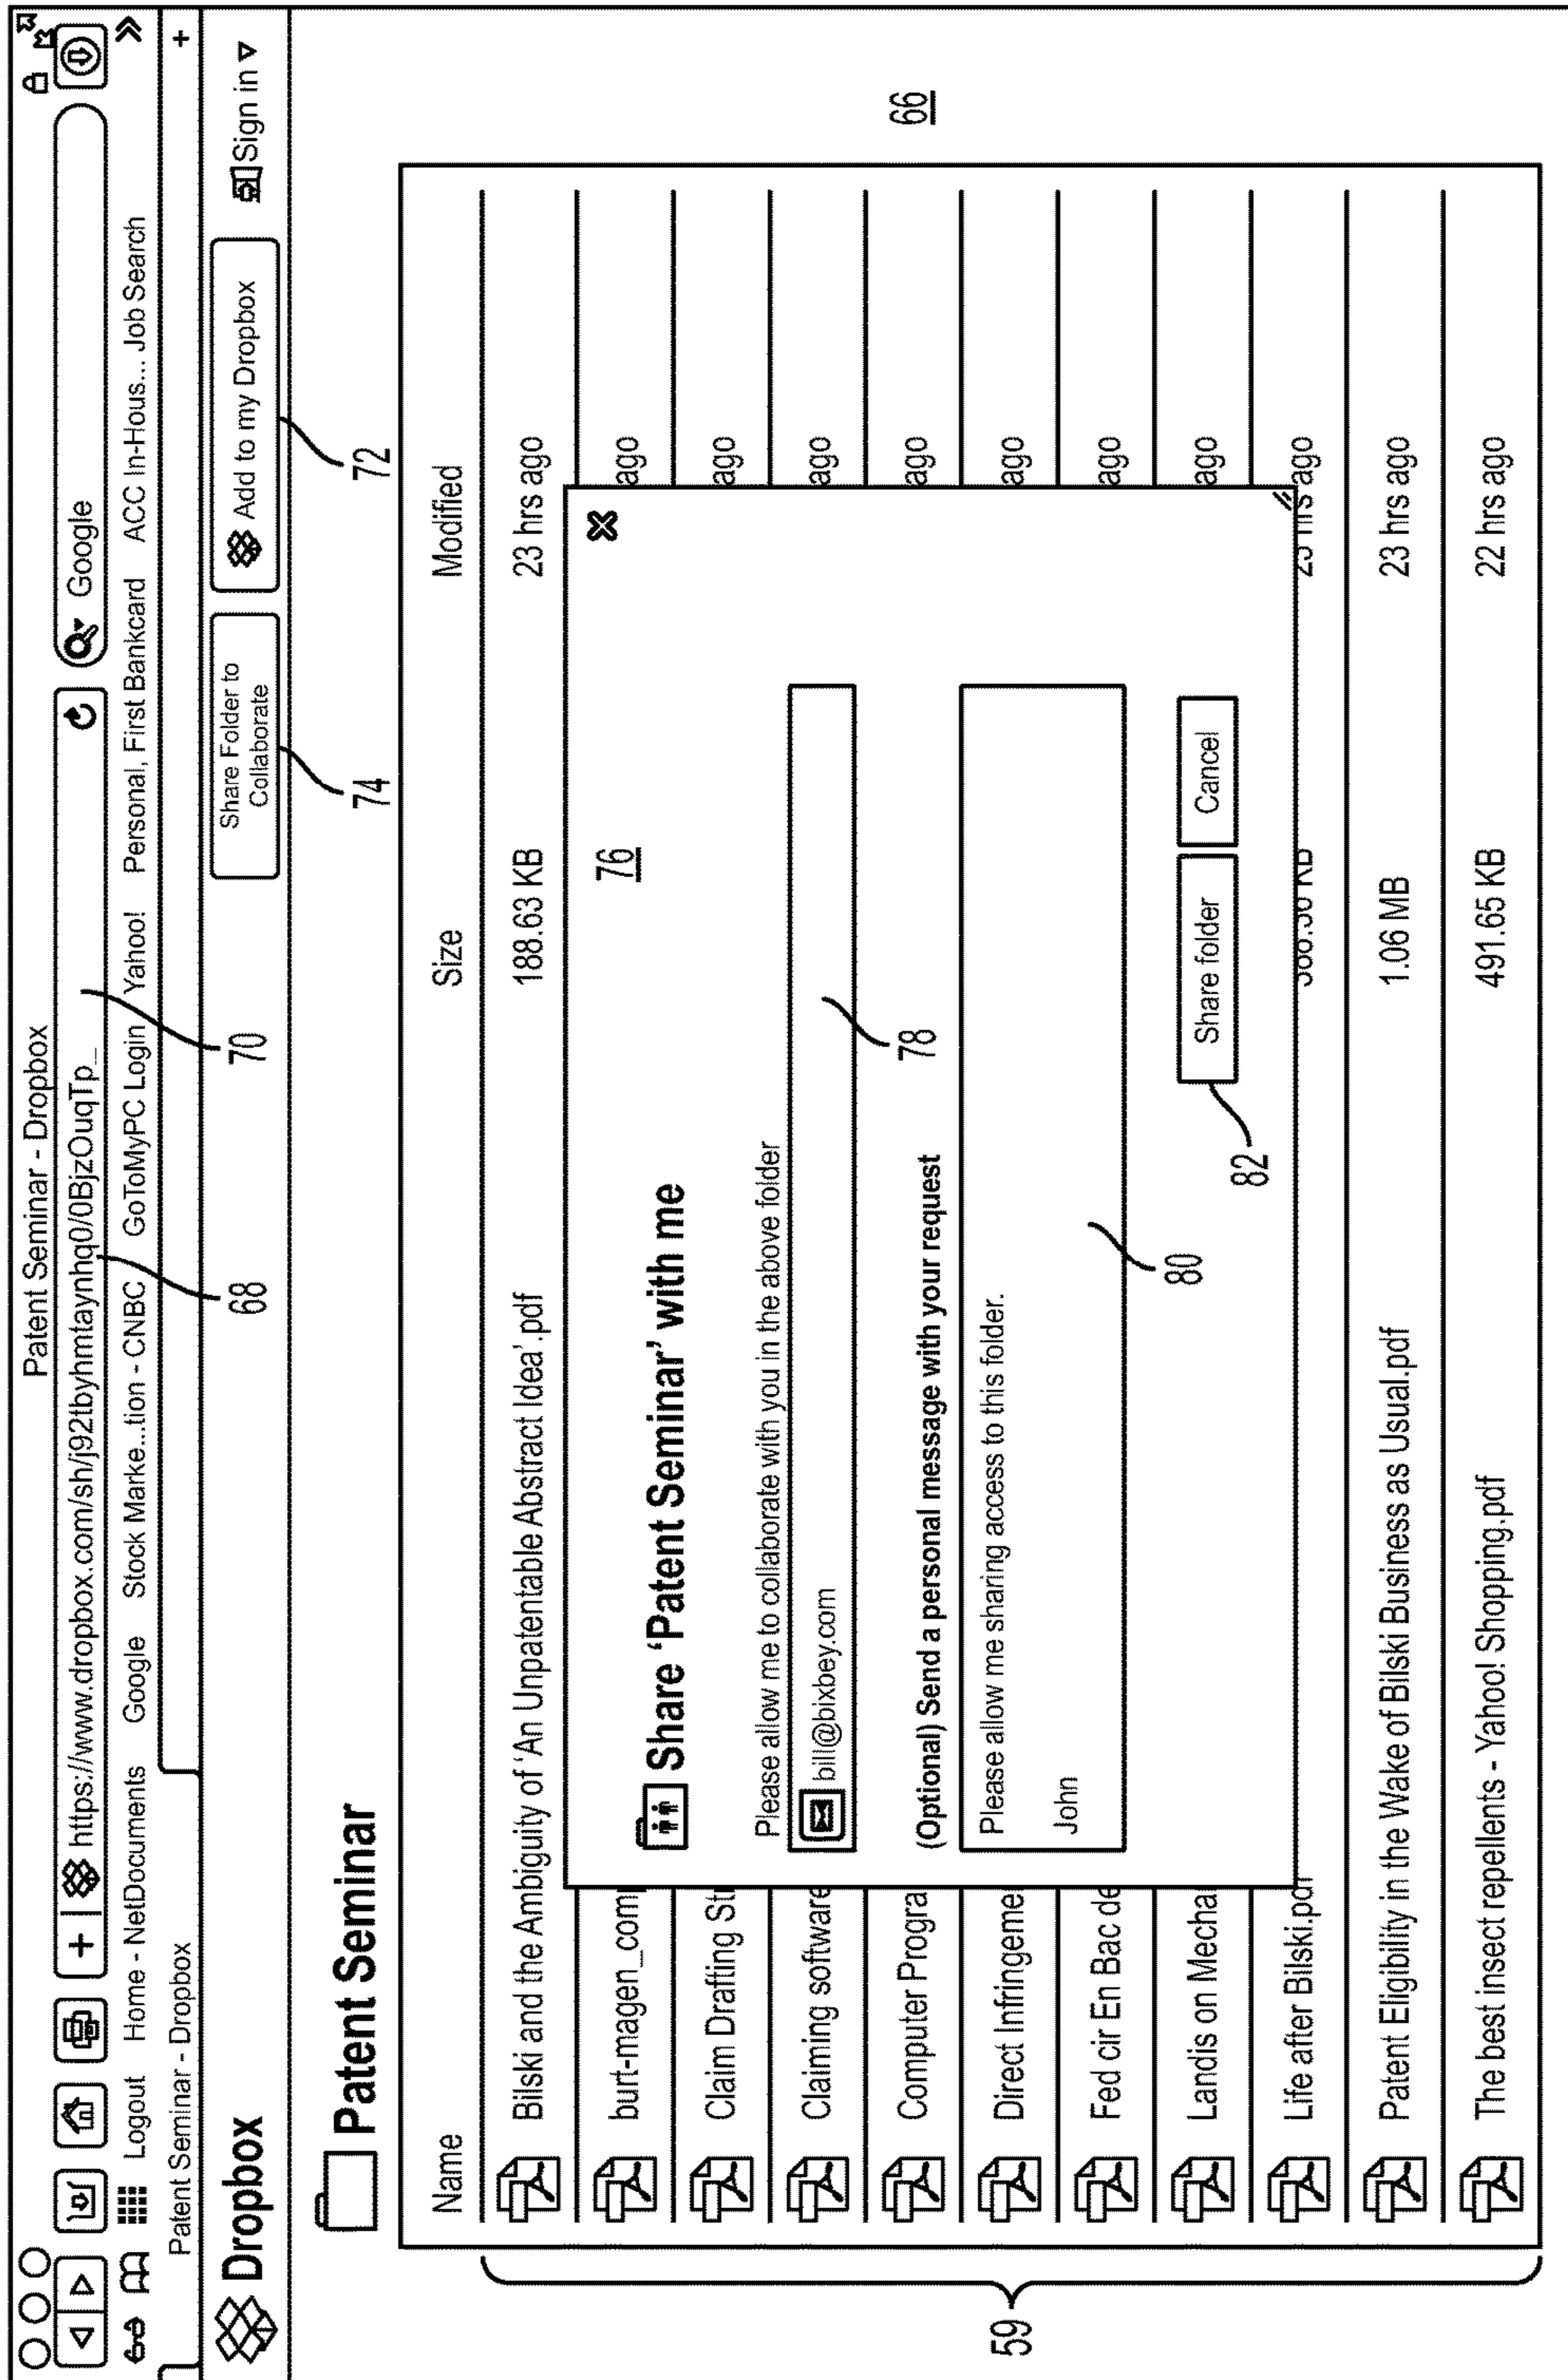 Patent Seminar - Dropbox
+ https://www.dropbox.com/sh/j92tbyhmtaynhq0/0BjzOuqTp_ Google
Logout Home - NetDocuments Google Stock Marke...tion - CNBC GoToMyPC Login Yahoo! Personal, First Bankcard ACC In-Hous... Job Search »
Patent Seminar - Dropbox +
Dropbox Share Folder to Collaborate Add to my Dropbox Sign in
68 70 74 72
Patent Seminar
Name Size Modified
Bilski and the Ambiguity of 'An Unpatentable Abstract Idea'.pdf 188.63 KB 23 hrs ago
burt-magen_com ago
Claim Drafting St ago
Claiming software ago
Computer Progra ago
Direct Infringeme ago
Fed cir En Bac de ago
Landis on Mecha ago
Life after Bilski.pdf hrs ago
Patent Eligibility in the Wake of Bilski Business as Usual.pdf 1.06 MB 23 hrs ago
The best insect repellents - Yahoo! Shopping.pdf 491.65 KB 22 hrs ago
76
Share 'Patent Seminar' with me
Please allow me to collaborate with you in the above folder
bill@bixbey.com
78
(Optional) Send a personal message with your request
Please allow me sharing access to this folder.
John
80
82
Share folder Cancel
59
66